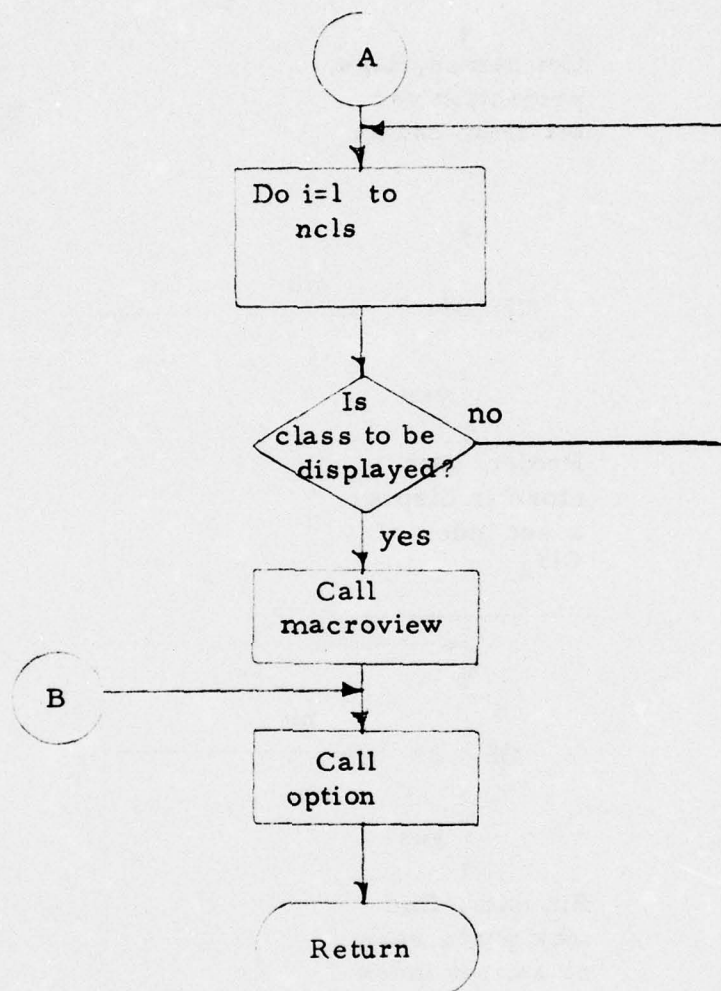 A
Do i=1 to
ncls
Is
class to be
displayed?
no
yes
Call
macroview
B
Call
option
Return